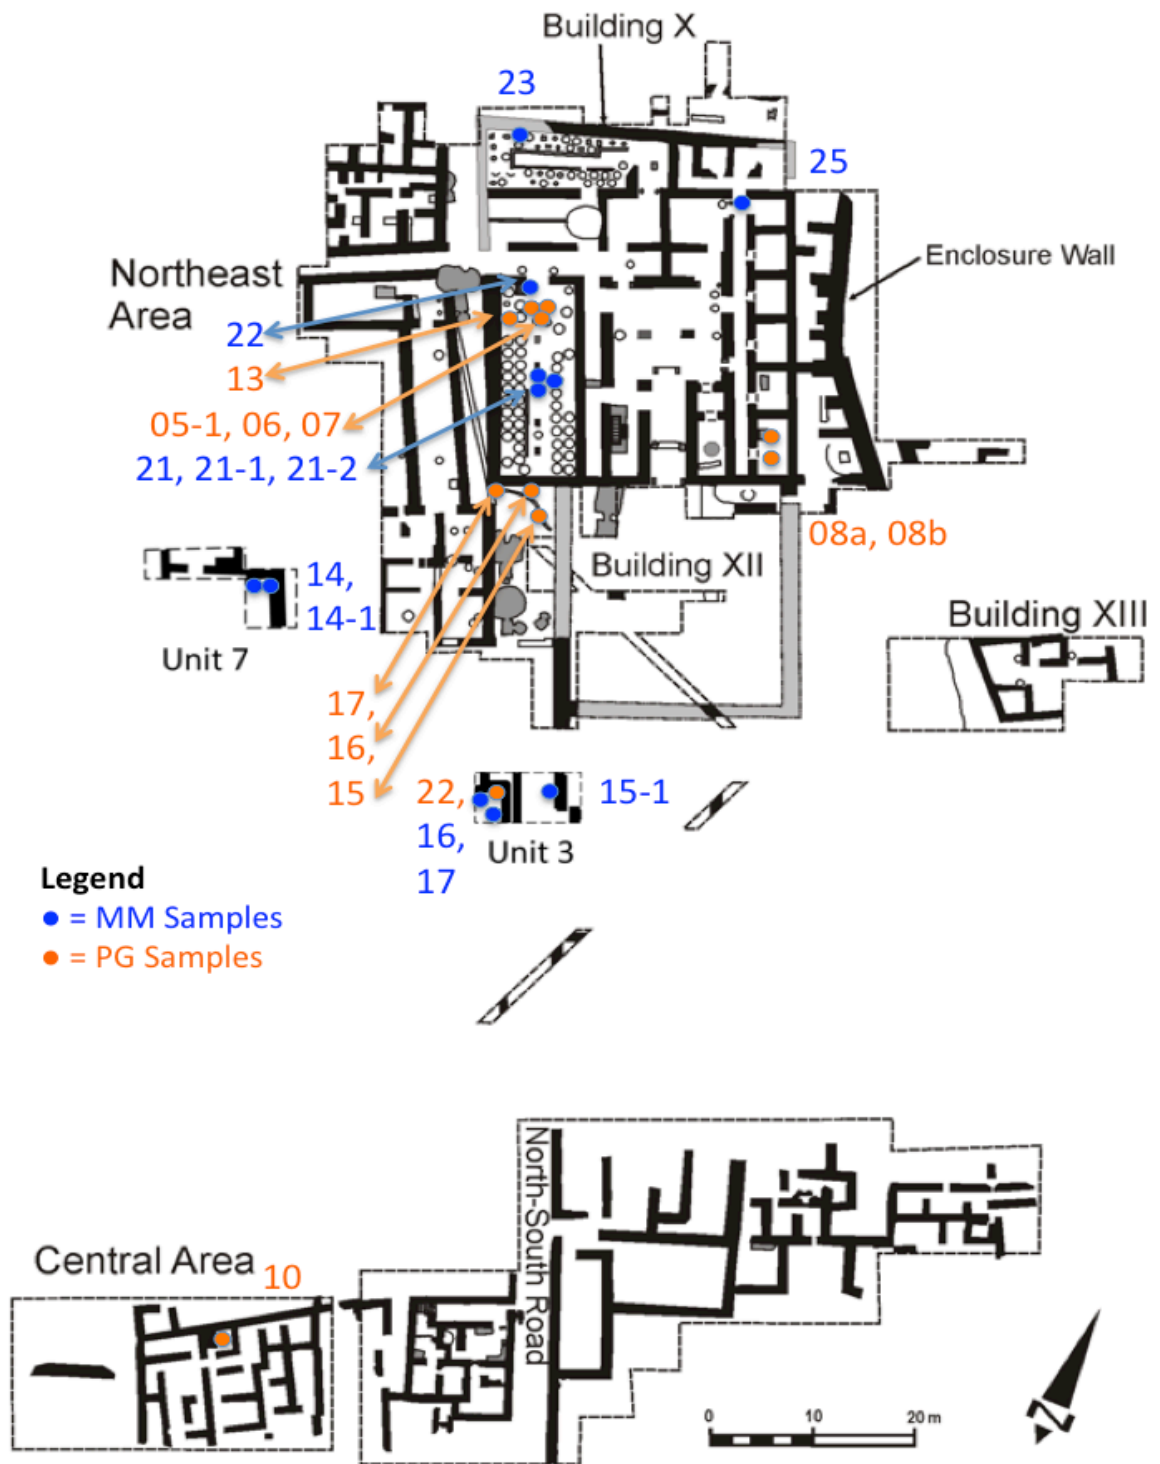 Building X
23
25
Enclosure Wall
Northeast
Area
22
13
05-1, 06, 07
21, 21-1, 21-2
08a, 08b
Building XII
14,
14-1
Unit 7
Building XIII
17,
16,
15
22,
16,
17
15-1
Unit 3
Legend
= MM Samples
= PG Samples
North-South Road
Central Area
10
0 10 20 m
N